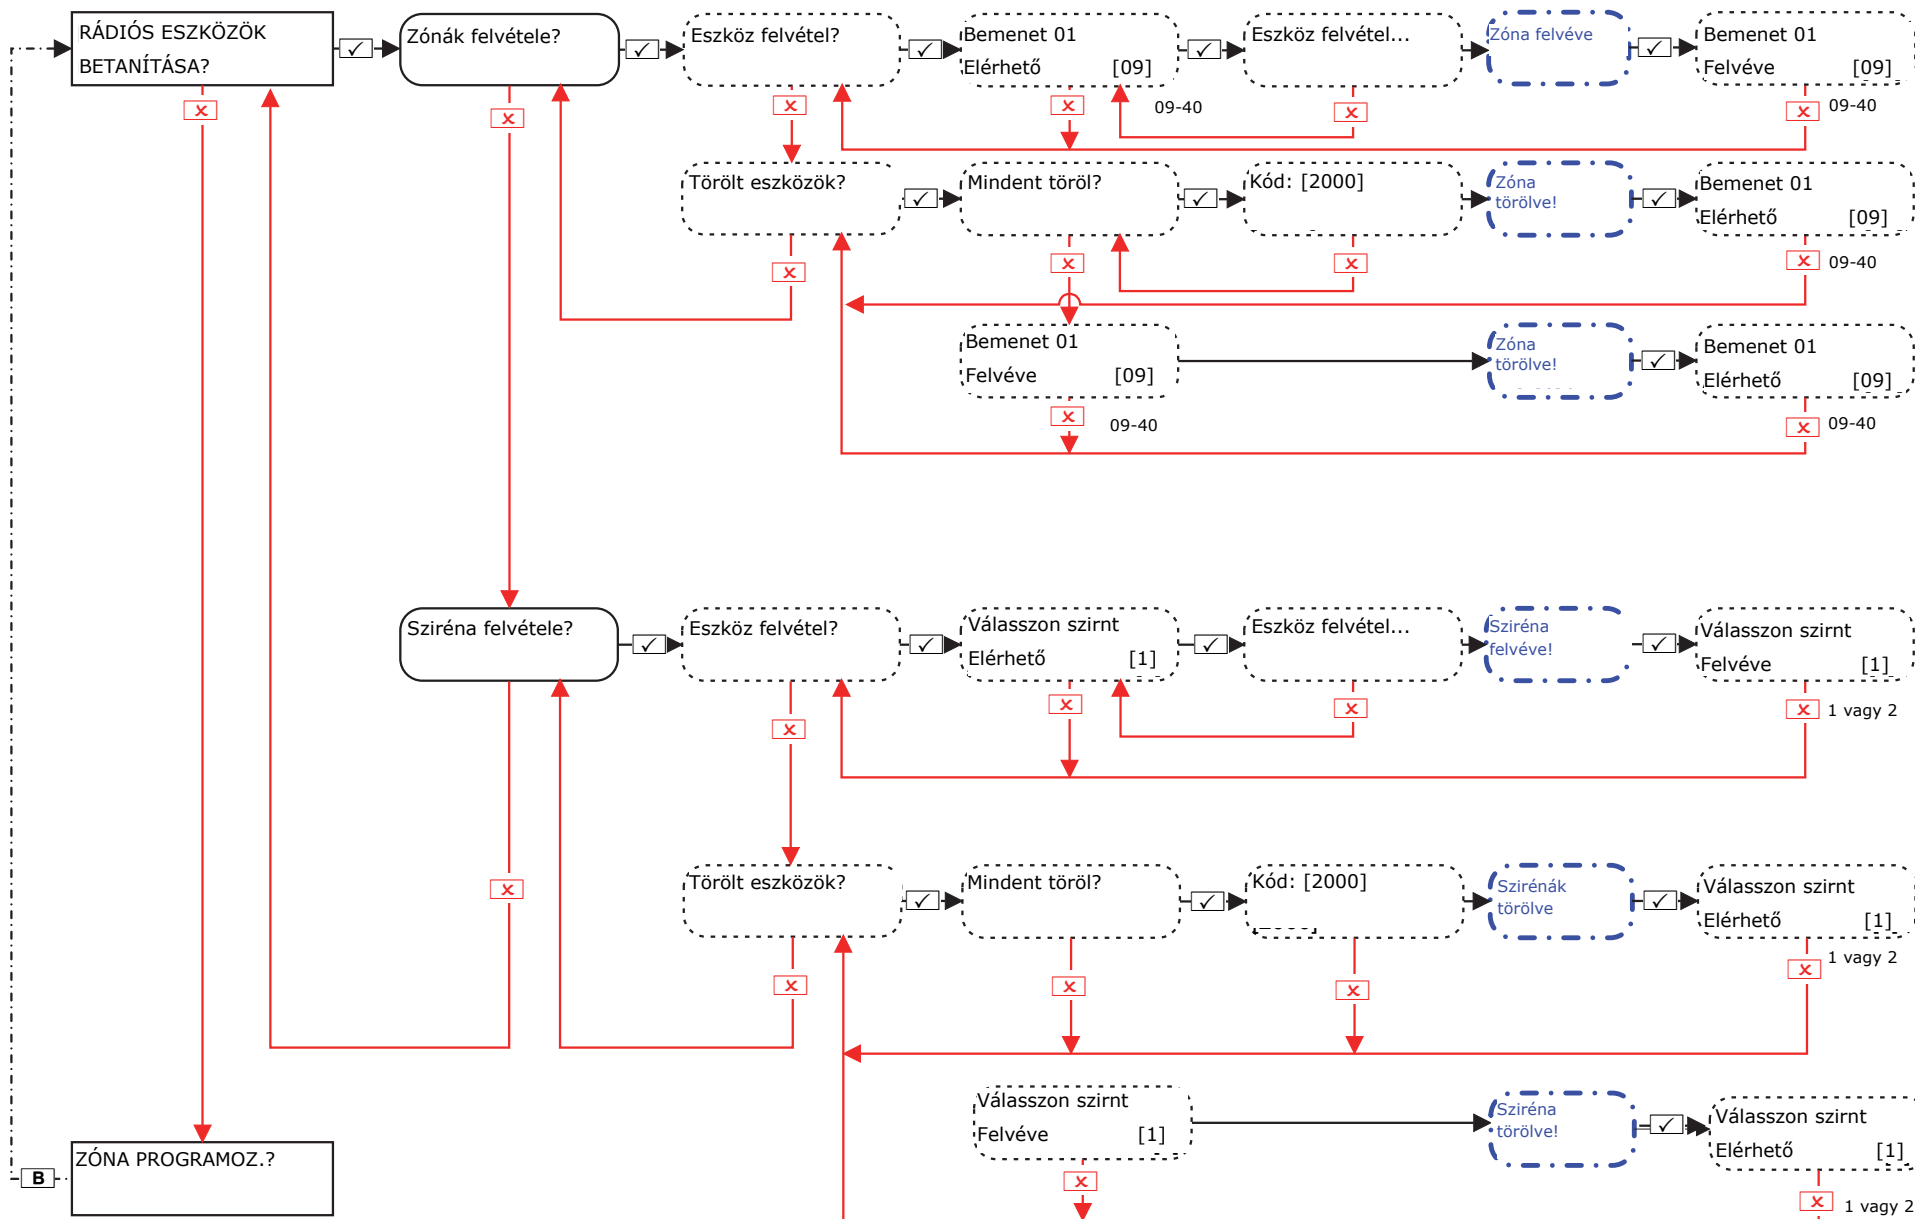 RÁDIÓS ESZKÖZÖK
BETANÍTÁSA?
Zónák felvétele?
Eszköz felvétel?
Bemenet 01
Elérhető [09]
09-40
Eszköz felvétel...
Zóna felvéve
Bemenet 01
Felvéve [09]
09-40
Törölt eszközök?
Mindent töröl?
Kód: [2000]
Zóna
törölve!
Bemenet 01
Elérhető [09]
09-40
Bemenet 01
Felvéve [09]
09-40
Zóna
törölve!
Bemenet 01
Elérhető [09]
09-40
Sziréna felvétele?
Eszköz felvétel?
Válasszon szirnt
Elérhető [1]
Eszköz felvétel...
Sziréna
felvéve!
Válasszon szirnt
Felvéve [1]
1 vagy 2
Törölt eszközök?
Mindent töröl?
Kód: [2000]
Szirénák
törölve
Válasszon szirnt
Elérhető [1]
1 vagy 2
Válasszon szirnt
Felvéve [1]
Sziréna
törölve!
Válasszon szirnt
Elérhető [1]
1 vagy 2
ZÓNA PROGRAMOZ.?
B